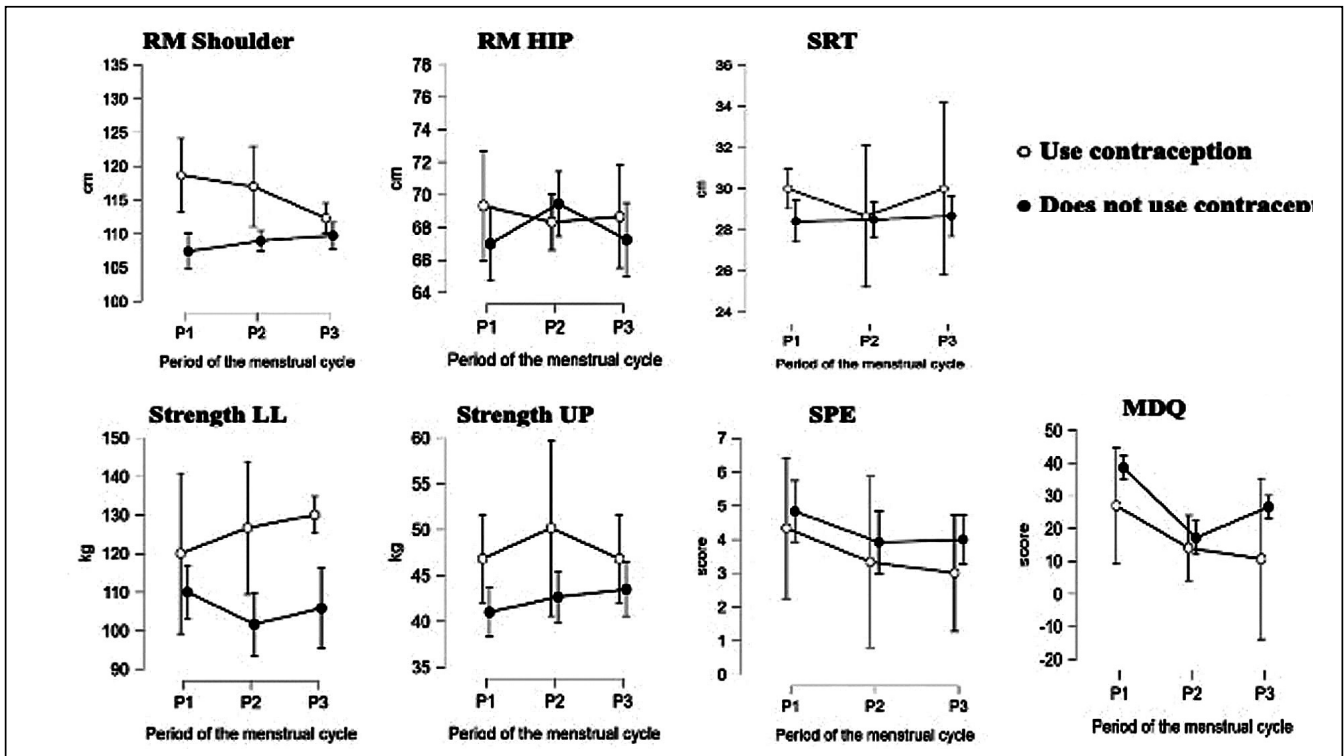 RM Shoulder
135
130
125
120
115
110
105
100
cm
P1 P2 P3
Period of the menstrual cycle
RM HIP
78
76
74
72
70
68
66
64
cm
P1 P2 P3
Period of the menstrual cycle
SRT
36
34
32
30
28
26
24
cm
P1 P2 P3
Period of the menstrual cycle
Use contraception
Does not use contracep
Strength LL
150
140
130
120
110
100
90
kg
P1 P2 P3
Period of the menstrual cycle
Strength UP
60
55
50
45
40
35
kg
P1 P2 P3
Period of the menstrual cycle
SPE
7
6
5
4
3
2
1
0
score
P1 P2 P3
Period of the menstrual cycle
MDQ
50
40
30
20
10
0
-10
-20
score
P1 P2 P3
Period of the menstrual cycle